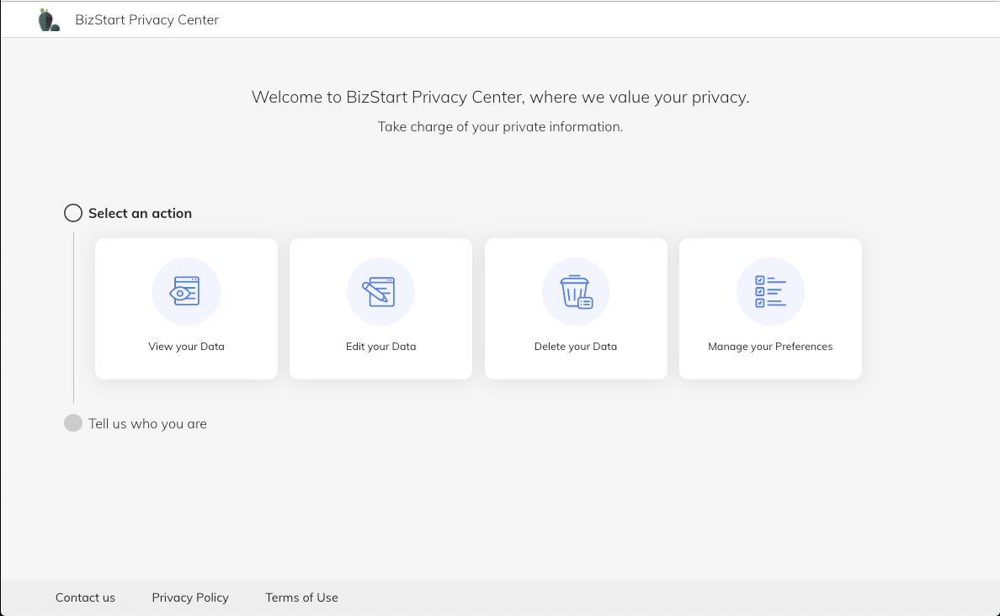 BizStart Privacy Center
Welcome to BizStart Privacy Center, where we value your privacy.
Take charge of your private information.
Select an action
View your Data
Edit your Data
Delete your Data
Manage your Preferences
Tell us who you are
Contact us
Privacy Policy
Terms of Use